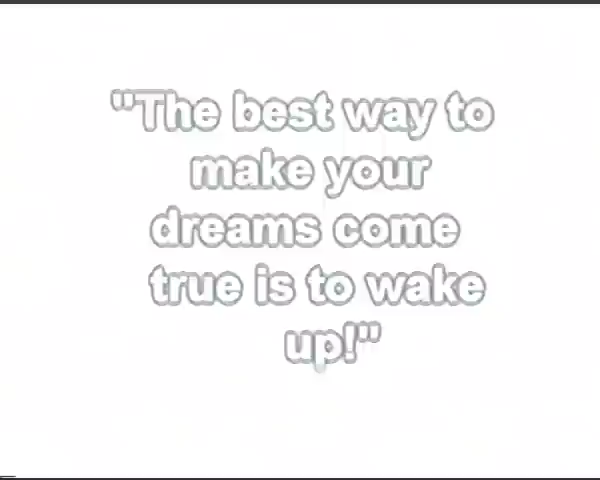 "The best way to
make your
dreams come
true is to wake
up!"